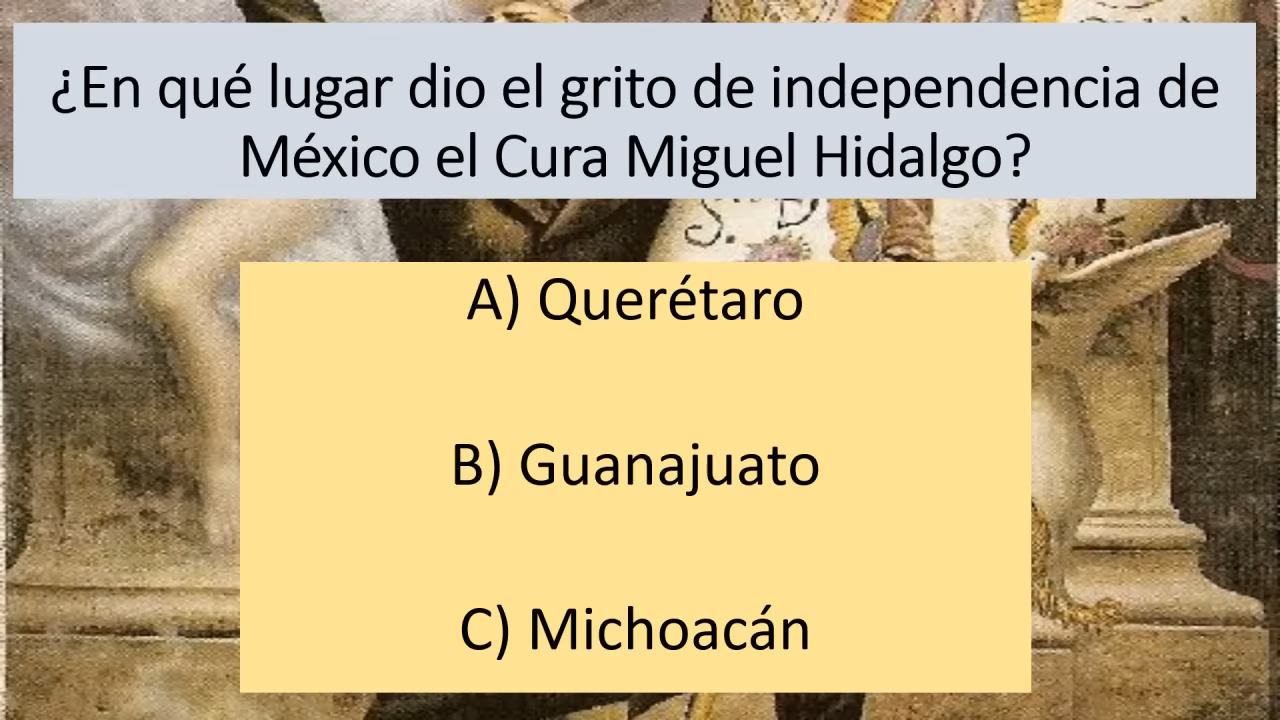 ¿En qué lugar dio el grito de independencia de
México el Cura Miguel Hidalgo?
S. B
A) Querétaro
B) Guanajuato
C) Michoacán